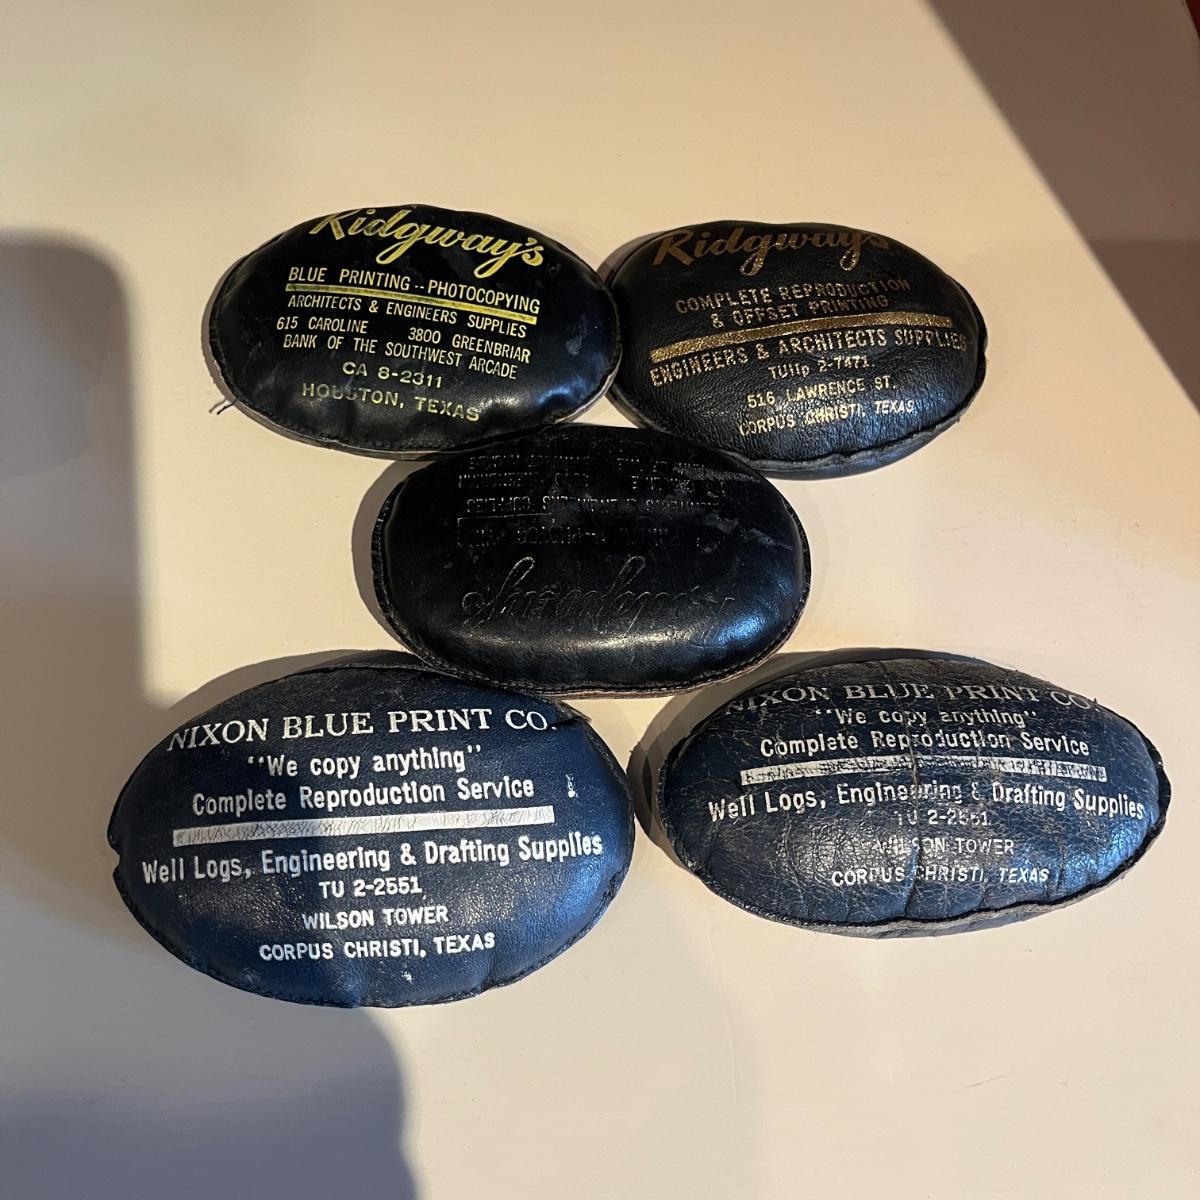 Ridgway's
BLUE PRINTING -- PHOTOCOPYING
ARCHITECTS & ENGINEERS SUPPLIES
615 CAROLINE 3800 GREENBRIAR
BANK OF THE SOUTHWEST ARCADE
CA 8-2311
HOUSTON, TEXAS
Ridgway's
COMPLETE REPRODUCTION
& OFFSET PRINTING
ENGINEERS & ARCHITECTS SUPPLIES
TUlip 2-7471
516 LAWRENCE ST.
CORPUS CHRISTI, TEXAS
NIXON BLUE PRINT CO.
"We copy anything"
Complete Reproduction Service
Well Logs, Engineering & Drafting Supplies
TU 2-2551
WILSON TOWER
CORPUS CHRISTI, TEXAS
NIXON BLUE PRINT CO.
"We copy anything"
Complete Reproduction Service
Well Logs, Engineering & Drafting Supplies
TU 2-2551
WILSON TOWER
CORPUS CHRISTI, TEXAS